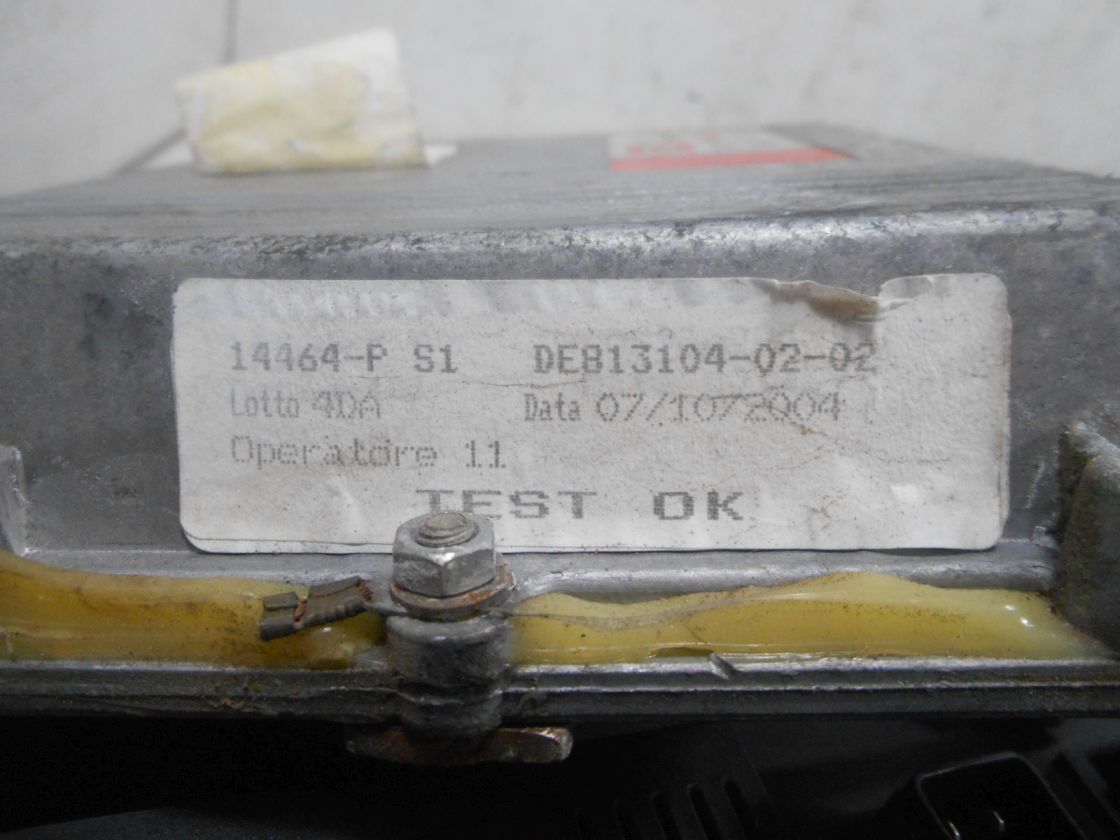 14464-P S1 DE813104-02-02
Lotto 4DA Data 07/10/2004
Operatore 11
TEST OK